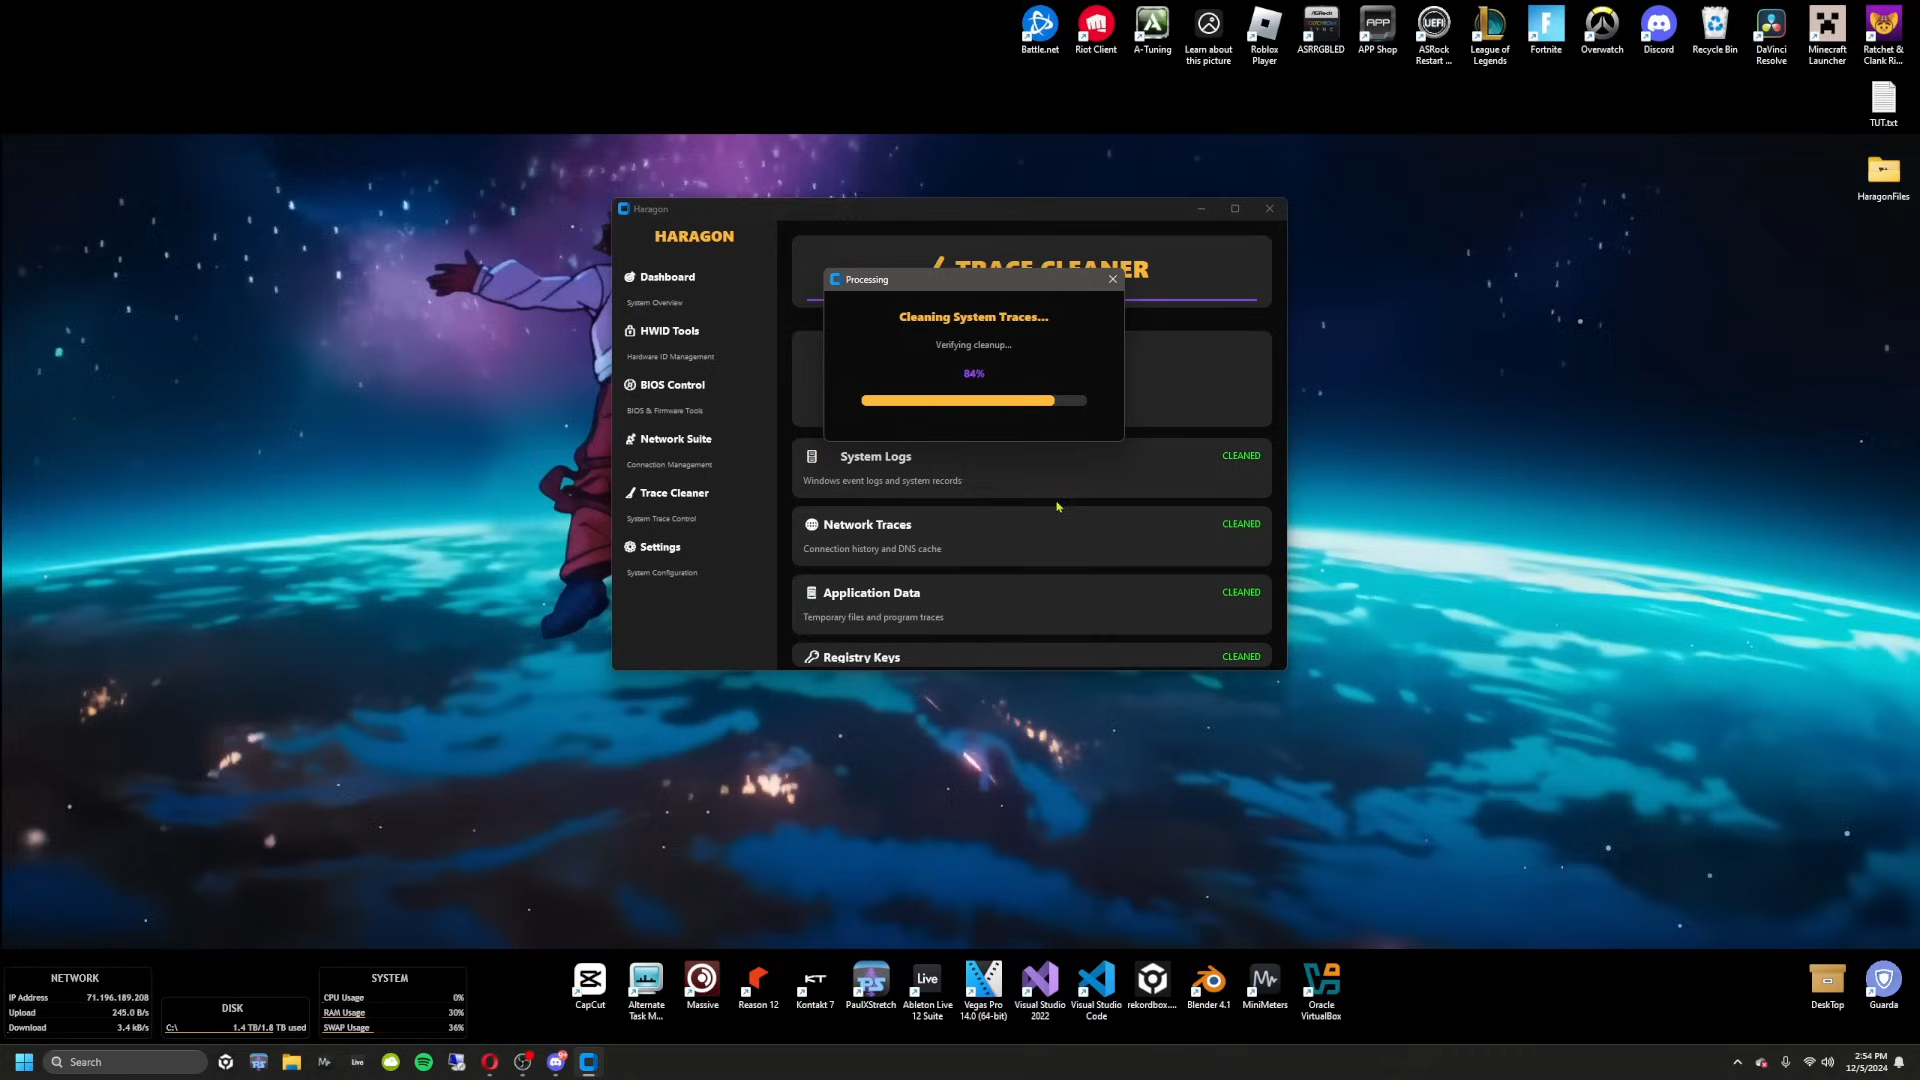 Battle.net
Riot Client
A-Tuning
Learn about
this picture
Roblox
Player
ASRRGBLED
APP Shop
ASRock
Restart ...
League of
Legends
Fortnite
Overwatch
Discord
Recycle Bin
DaVinci
Resolve
Minecraft
Launcher
Ratchet &
Clank Ri...
APP
UEFI
TUT.txt
HaragonFiles
Haragon
HARAGON
Dashboard
System Overview
HWID Tools
Hardware ID Management
BIOS Control
BIOS & Firmware Tools
Network Suite
Connection Management
Trace Cleaner
System Trace Control
Settings
System Configuration
TRACE CLEANER
Processing
Cleaning System Traces...
Verifying cleanup...
84%
System Logs
CLEANED
Windows event logs and system records
Network Traces
CLEANED
Connection history and DNS cache
Application Data
CLEANED
Temporary files and program traces
Registry Keys
CLEANED
NETWORK
IP Address 71.196.189.208
Upload 245.0 B/s
Download 3.4 kB/s
DISK
C:\ 1.4 TB/1.8 TB used
SYSTEM
CPU Usage 0%
RAM Usage 30%
SWAP Usage 36%
CapCut
Alternate
Task M...
Massive
Reason 12
KT
Kontakt 7
PaulXStretch
Live
Ableton Live
12 Suite
Vegas Pro
14.0 (64-bit)
Visual Studio
2022
Visual Studio
Code
rekordbox....
Blender 4.1
MiniMeters
Oracle
VirtualBox
DeskTop
Guarda
Search
Live
2:54 PM
12/5/2024